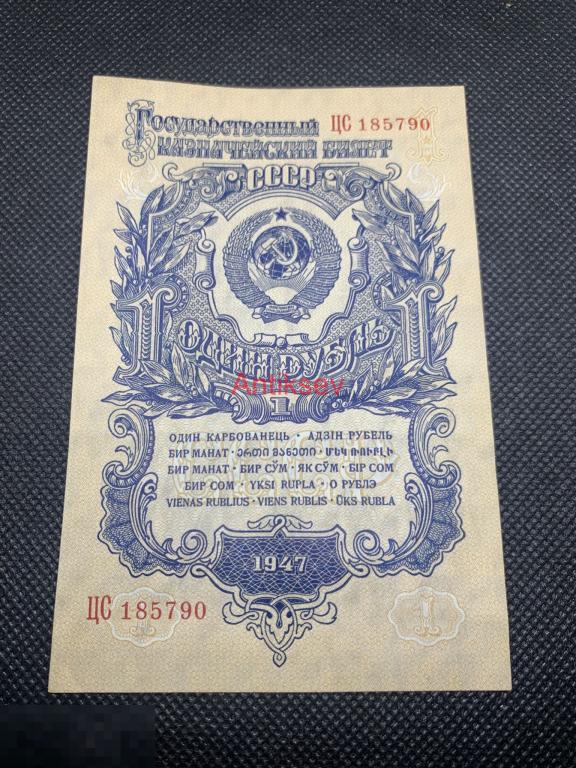 Государственный ЦС 185790
КАЗНАЧЕЙСКИЙ БИЛЕТ
СССР
1 1
ОДИН РУБЛЬ
Antiksev
1
ОДИН КАРБОВАНЕЦЬ · АДЗІН РУБЕЛЬ
БИР МАНАТ · ЭРТИ მანეთი · ՄԵԿ ՌՈՒԲԼԻ
БИР МАНАТ · БИР СЎМ · ЯК СЎМ · БІР СОМ
БИР СОМ · YKSI RUPLA · О РУБЛЭ
VIENAS RUBLIUS · VIENS RUBLIS · ÜKS RUBLA
1947
ЦС 185790 1